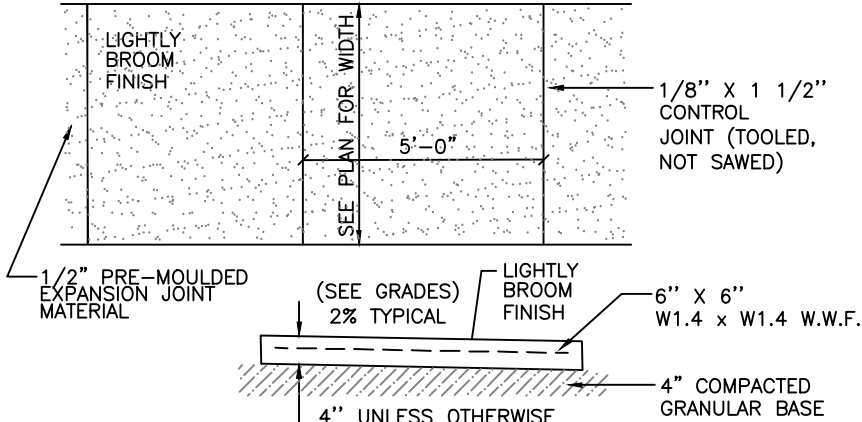 LIGHTLY
BROOM
FINISH
SEE PLAN FOR WIDTH
5'-0"
1/8" X 1 1/2"
CONTROL
JOINT (TOOLED,
NOT SAWED)
1/2" PRE-MOULDED
EXPANSION JOINT
MATERIAL
(SEE GRADES)
2% TYPICAL
LIGHTLY
BROOM
FINISH
6" X 6"
W1.4 x W1.4 W.W.F.
4" COMPACTED
GRANULAR BASE
4" UNLESS OTHERWISE